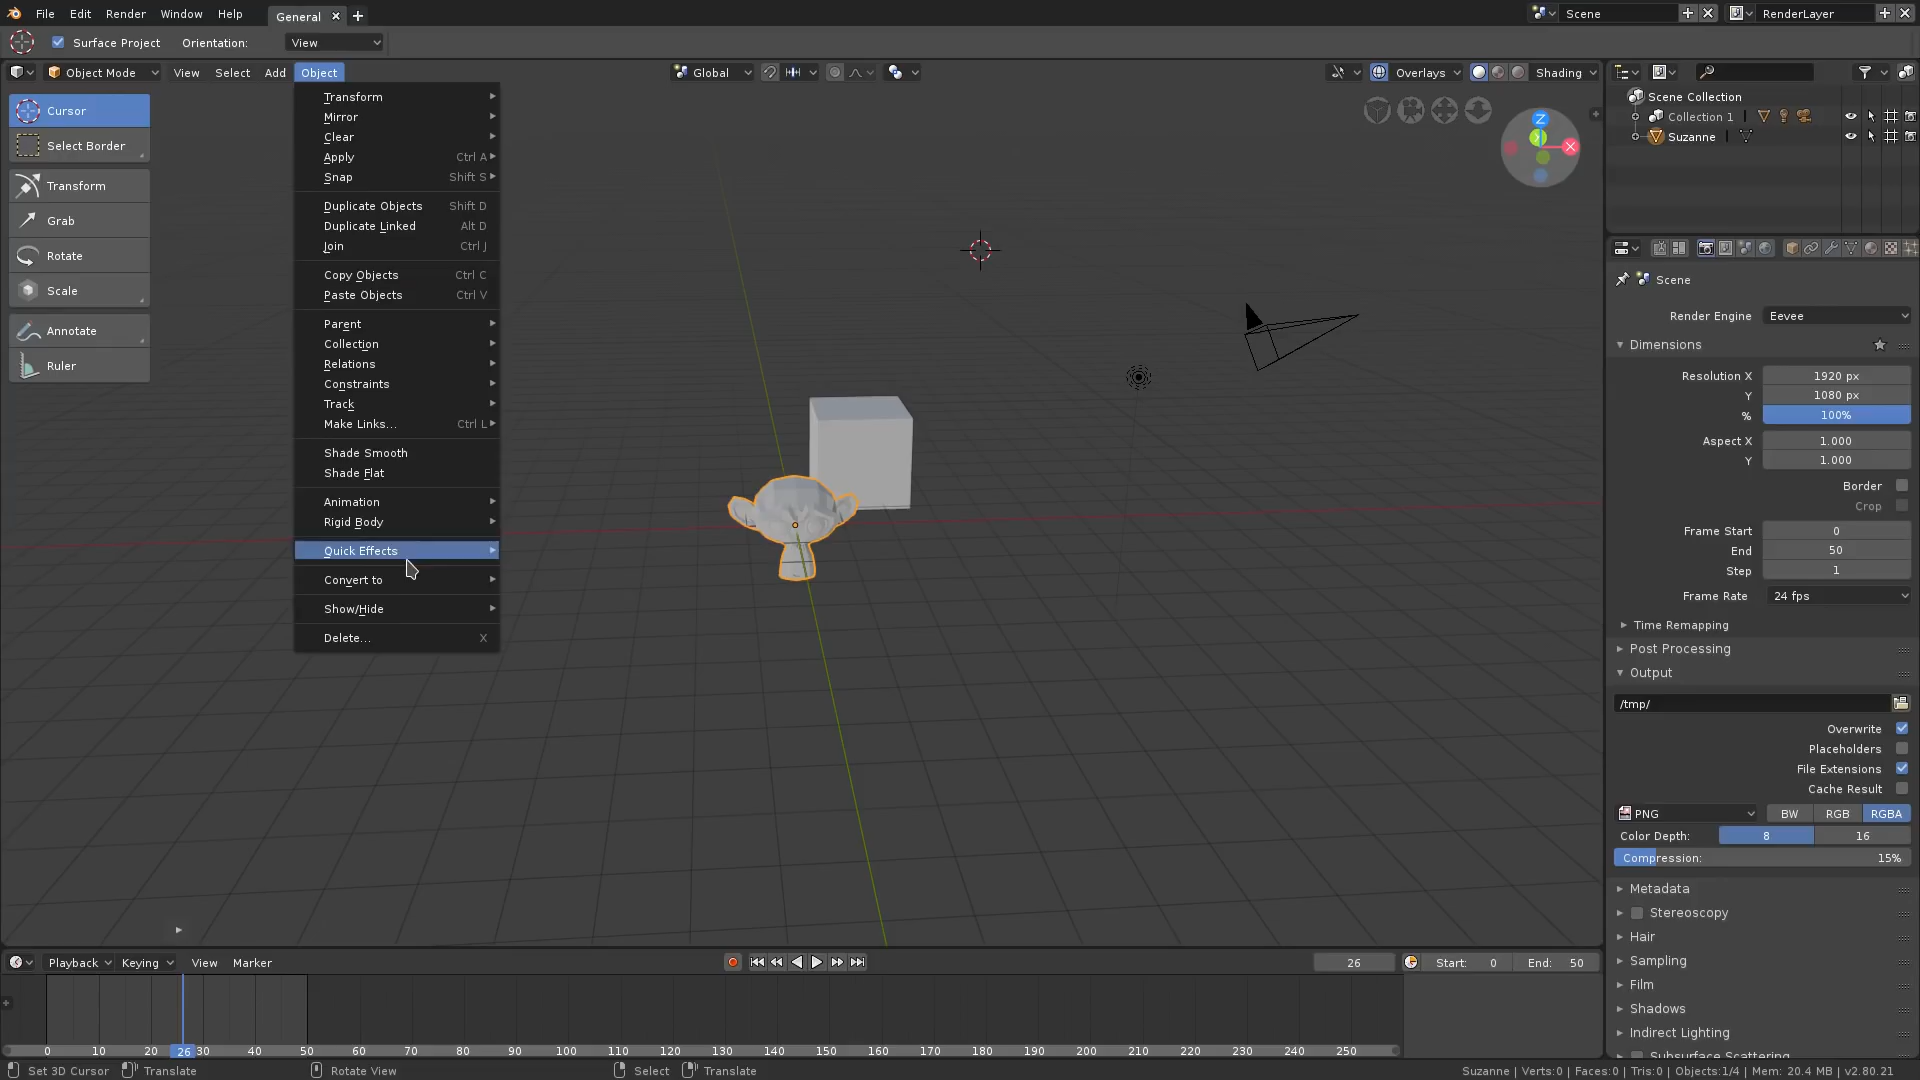 File Edit Render Window Help General Scene RenderLayer
Surface Project Orientation: View
Object Mode View Select Add Object Global Overlays Shading
Cursor
Select Border
Transform
Grab
Rotate
Scale
Annotate
Ruler
Transform
Mirror
Clear
Apply Ctrl A
Snap Shift S
Duplicate Objects Shift D
Duplicate Linked Alt D
Join Ctrl J
Copy Objects Ctrl C
Paste Objects Ctrl V
Parent
Collection
Relations
Constraints
Track
Make Links... Ctrl L
Shade Smooth
Shade Flat
Animation
Rigid Body
Quick Effects
Convert to
Show/Hide
Delete... X
Z
Y
X
Scene Collection
Collection 1
Suzanne
Scene
Render Engine Eevee
Dimensions
Resolution X 1920 px
Y 1080 px
% 100%
Aspect X 1.000
Y 1.000
Border
Crop
Frame Start 0
End 50
Step 1
Frame Rate 24 fps
Time Remapping
Post Processing
Output
/tmp/
Overwrite
Placeholders
File Extensions
Cache Result
PNG BW RGB RGBA
Color Depth: 8 16
Compression: 15%
Metadata
Stereoscopy
Hair
Sampling
Film
Shadows
Indirect Lighting
Subsurface Scattering
Playback Keying View Marker 26 Start: 0 End: 50
0 10 20 26 30 40 50 60 70 80 90 100 110 120 130 140 150 160 170 180 190 200 210 220 230 240 250
Set 3D Cursor Translate Rotate View Select Translate Suzanne | Verts:0 | Faces:0 | Tris:0 | Objects:1/4 | Mem: 20.4 MB | v2.80.21